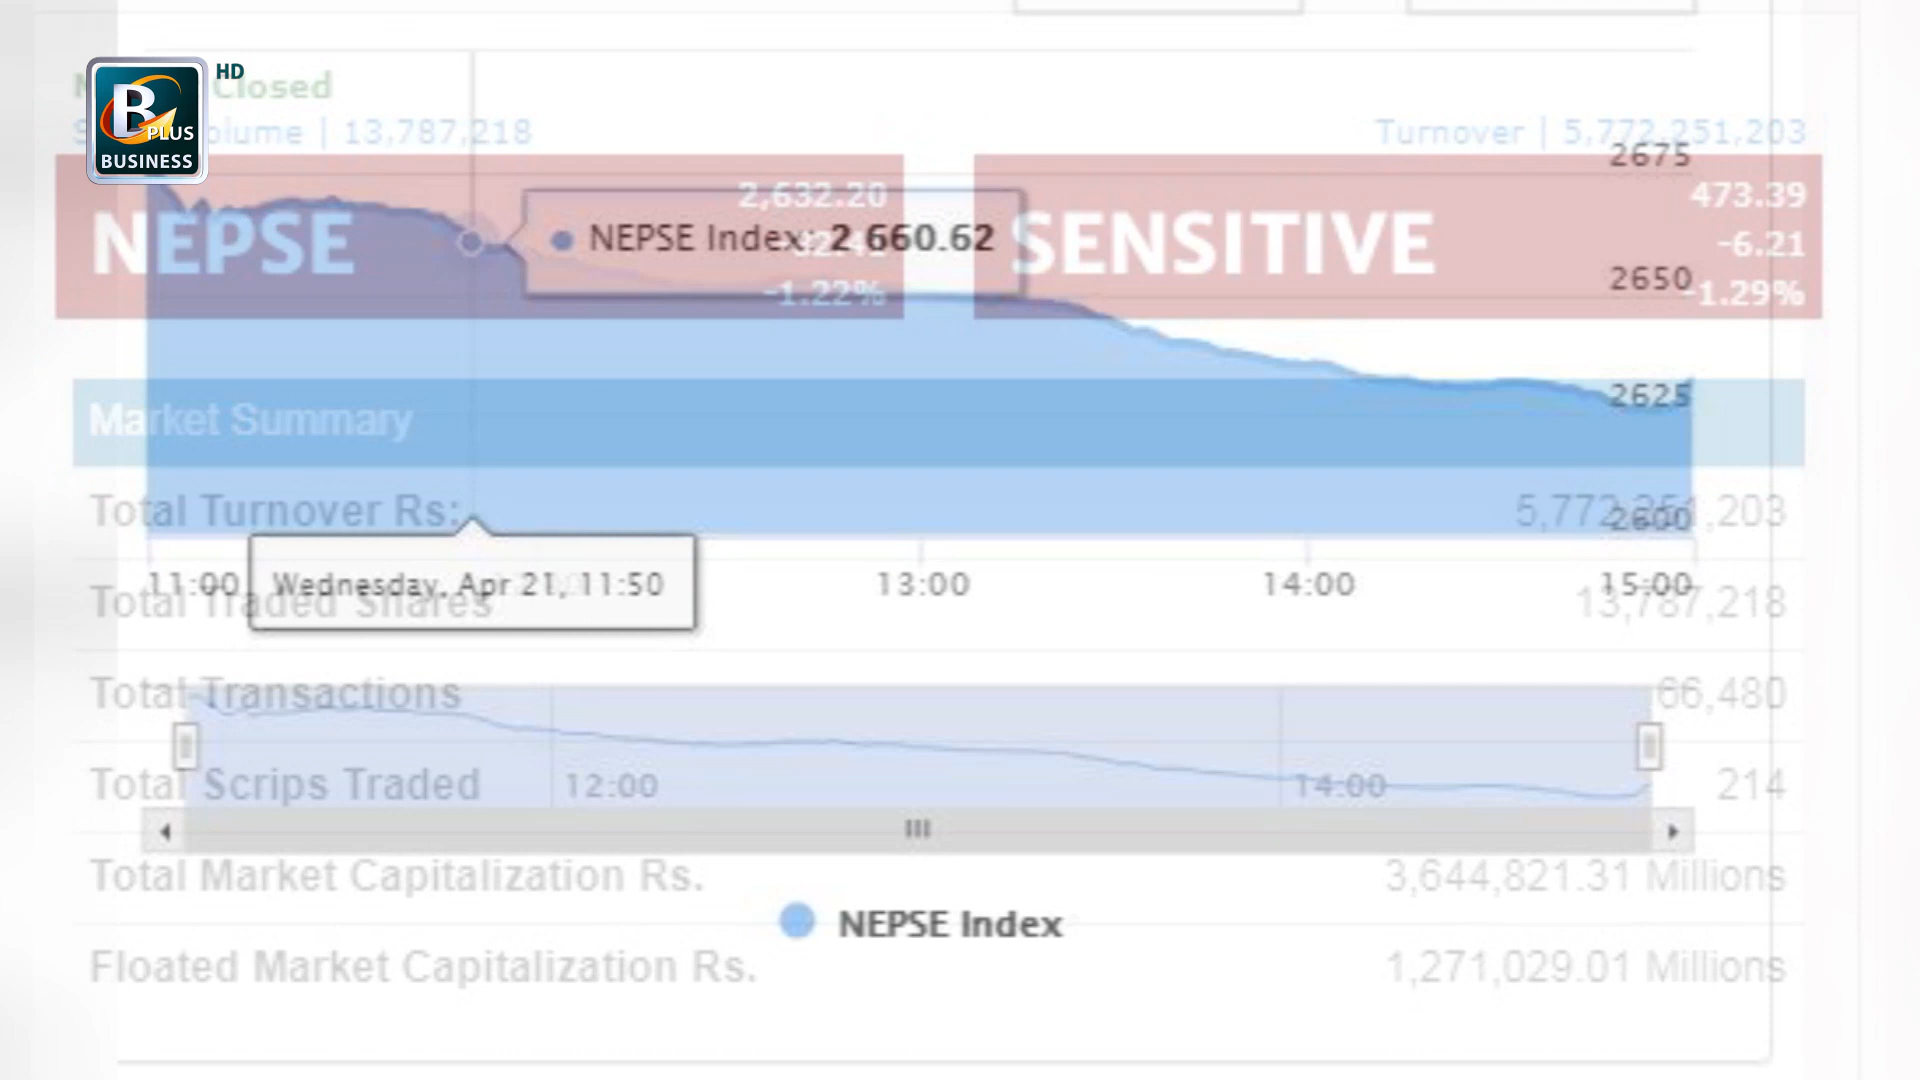 HD
B
PLUS
BUSINESS
Closed
Volume | 13,787,218
Turnover | 5,772,251,203
2675
NEPSE
2,632.20
NEPSE Index: 2 660.62
-1.22%
SENSITIVE
473.39
-6.21
-1.29%
2650
Market Summary
2625
Total Turnover Rs:
5,772,251,203
2600
11:00
Wednesday, Apr 21, 11:50
13:00
14:00
15:00
Total Traded Shares
13,787,218
Total Transactions
66,480
Total Scrips Traded
214
12:00
14:00
Total Market Capitalization Rs.
3,644,821.31 Millions
NEPSE Index
Floated Market Capitalization Rs.
1,271,029.01 Millions